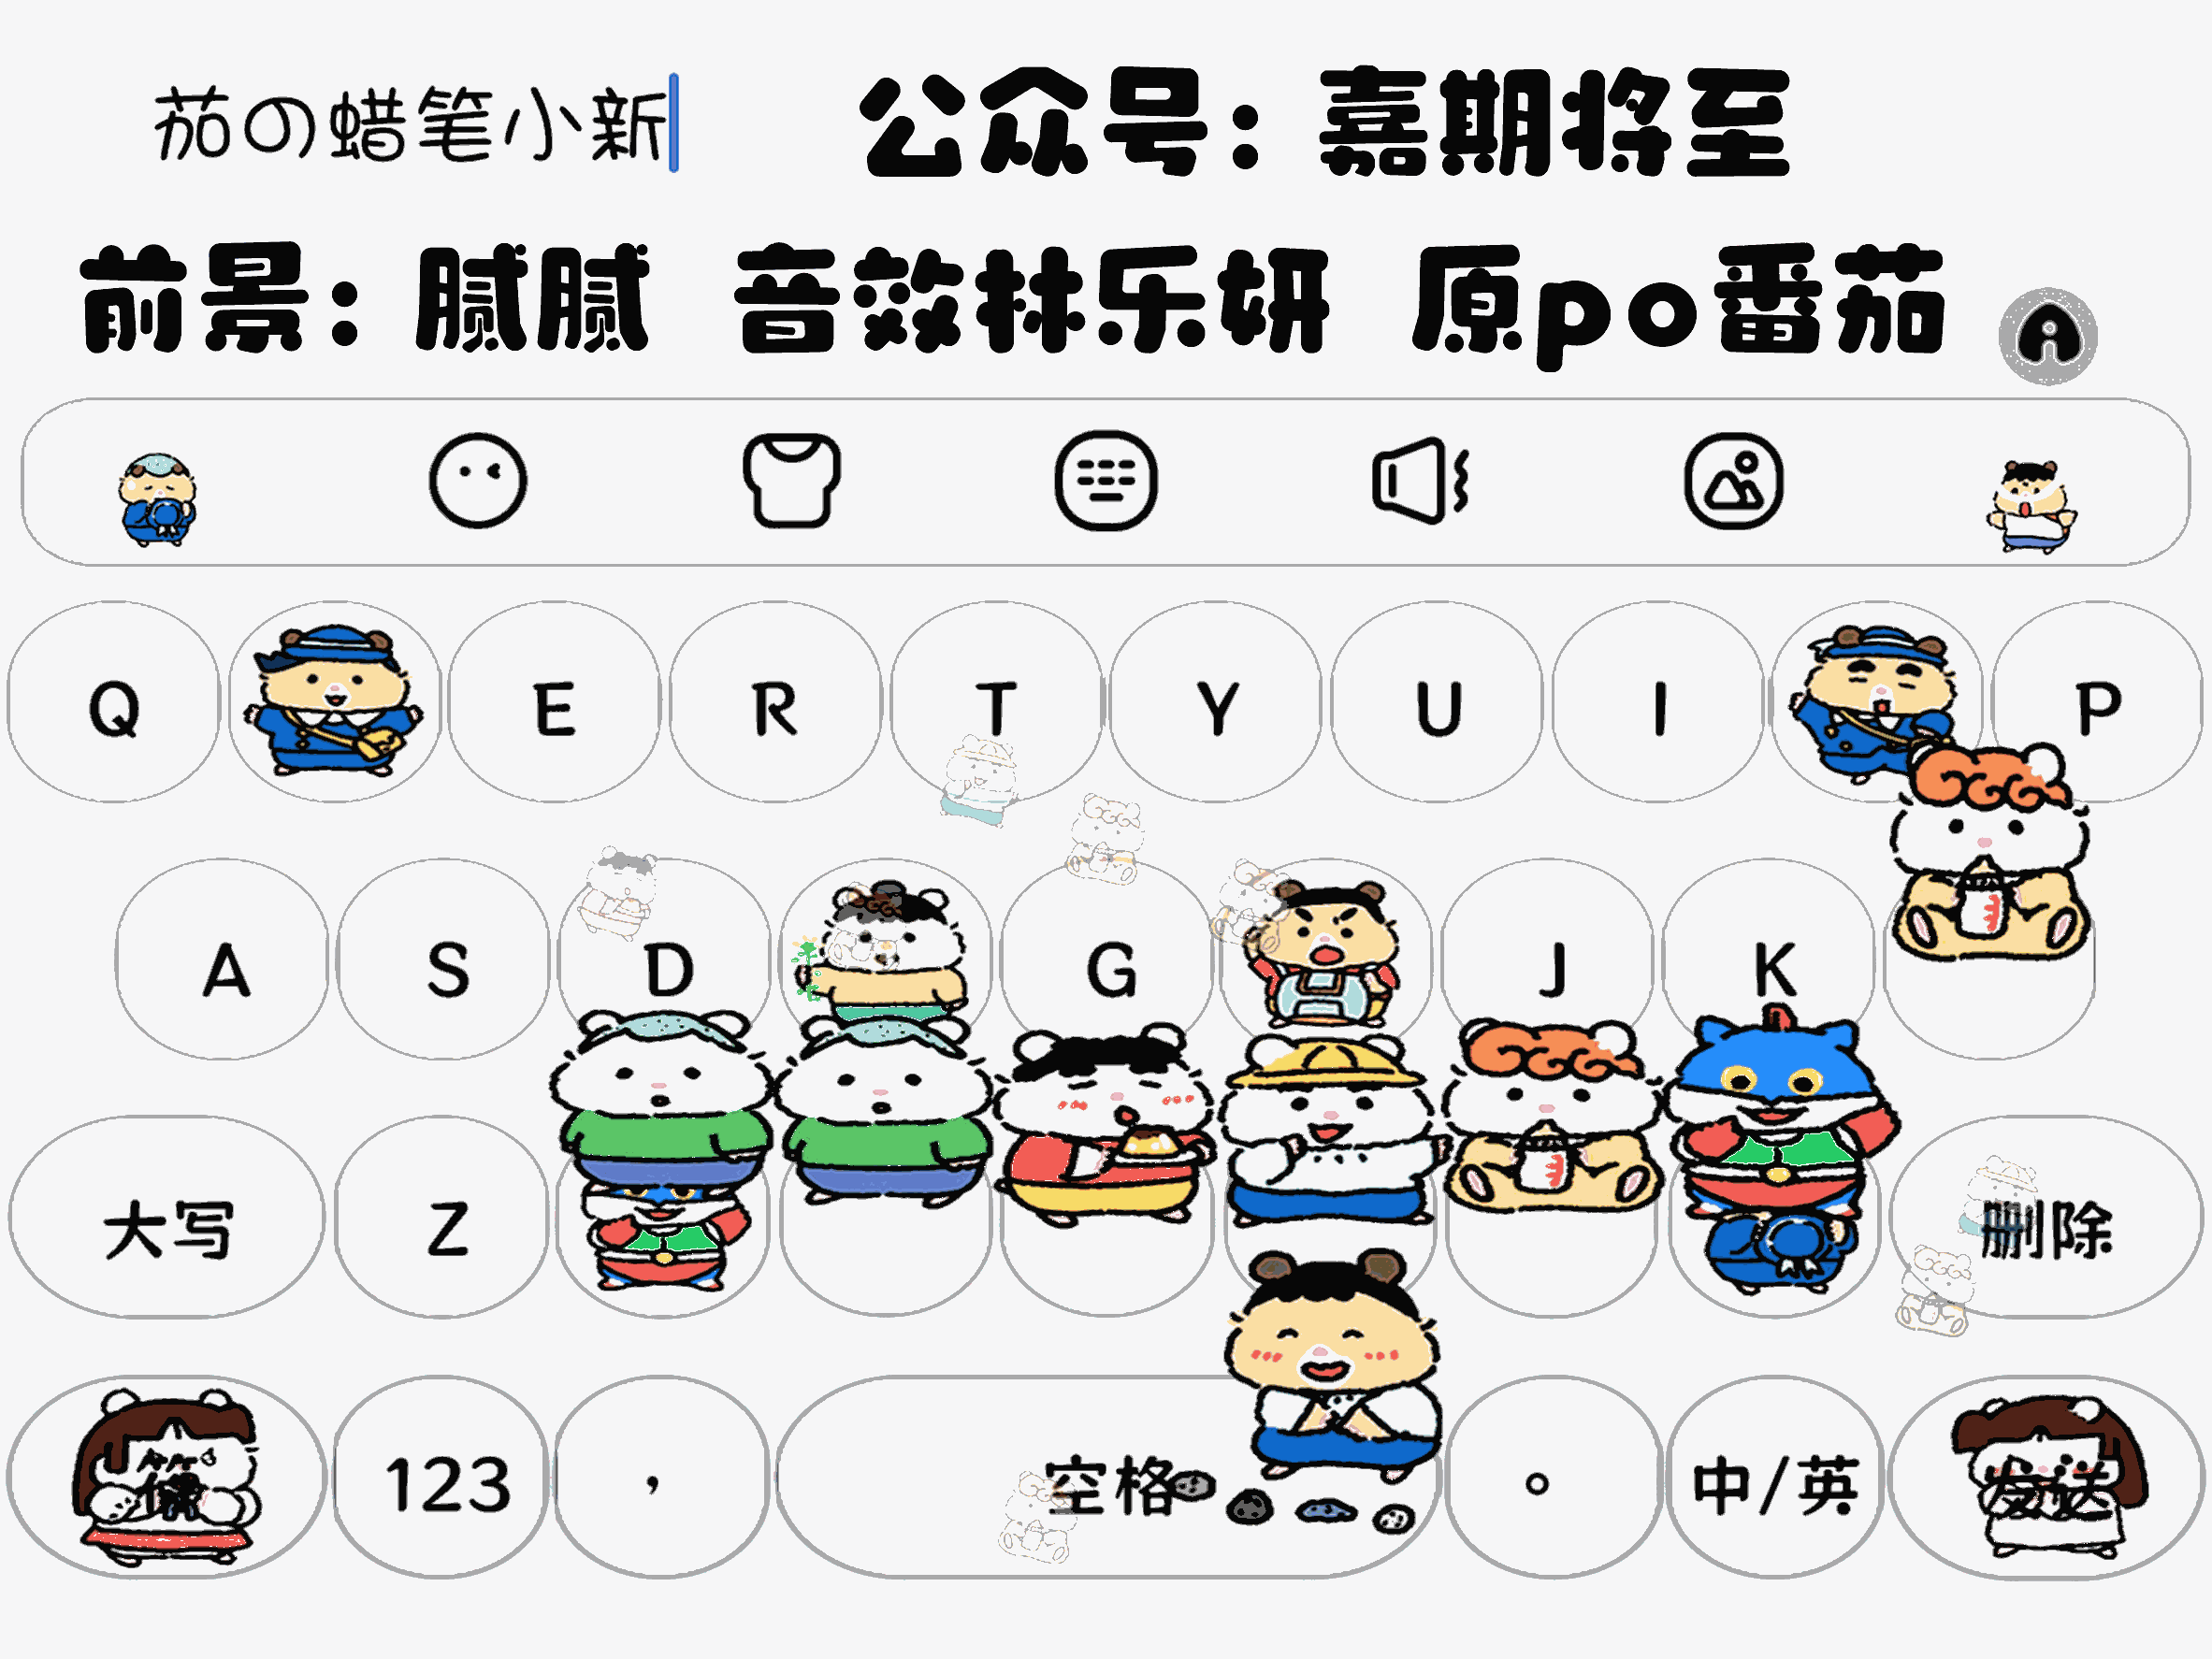 茄の蜡笔小新 公众号：嘉期将至
前景：腻腻 音效林乐妍 原po番茄
Q E R T Y U I P
A S D G J K
大写 Z 删除
123 ， 空格 。 中/英 发送